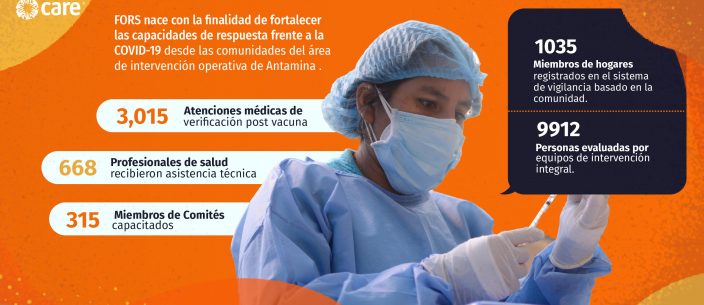 care
FORS nace con la finalidad de fortalecer
las capacidades de respuesta frente a la
COVID-19 desde las comunidades del área
de intervención operativa de Antamina .
3,015
Atenciones médicas de
verificación post vacuna
668
Profesionales de salud
recibieron asistencia técnica
315
Miembros de Comités
capacitados
1035
Miembros de hogares
registrados en el sistema
de vigilancia basado en la
comunidad.
9912
Personas evaluadas por
equipos de intervención
integral.